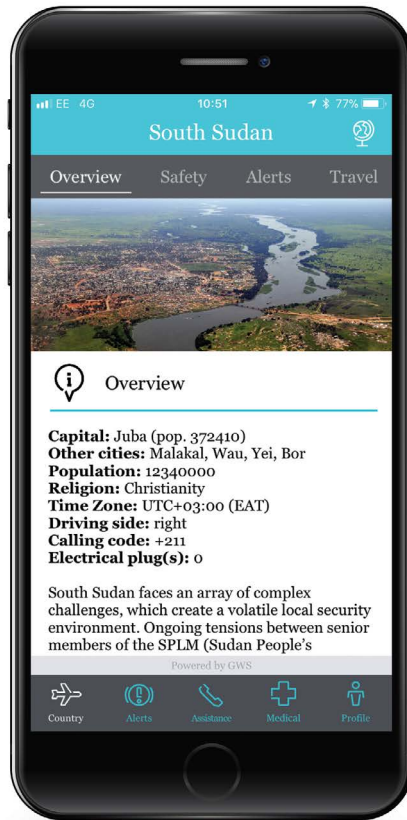 EE 4G 10:51 77%
South Sudan
Overview Safety Alerts Travel
Overview
Capital: Juba (pop. 372410)
Other cities: Malakal, Wau, Yei, Bor
Population: 12340000
Religion: Christianity
Time Zone: UTC+03:00 (EAT)
Driving side: right
Calling code: +211
Electrical plug(s): 0
South Sudan faces an array of complex
challenges, which create a volatile local security
environment. Ongoing tensions between senior
members of the SPLM (Sudan People's
Powered by GWS
Country Alerts Assistance Medical Profile